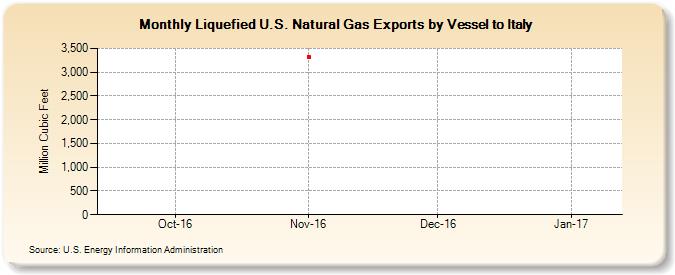 Monthly Liquefied U.S. Natural Gas Exports by Vessel to Italy
Million Cubic Feet
3,500
3,000
2,500
2,000
1,500
1,000
500
0
Oct-16 Nov-16 Dec-16 Jan-17
Source: U.S. Energy Information Administration